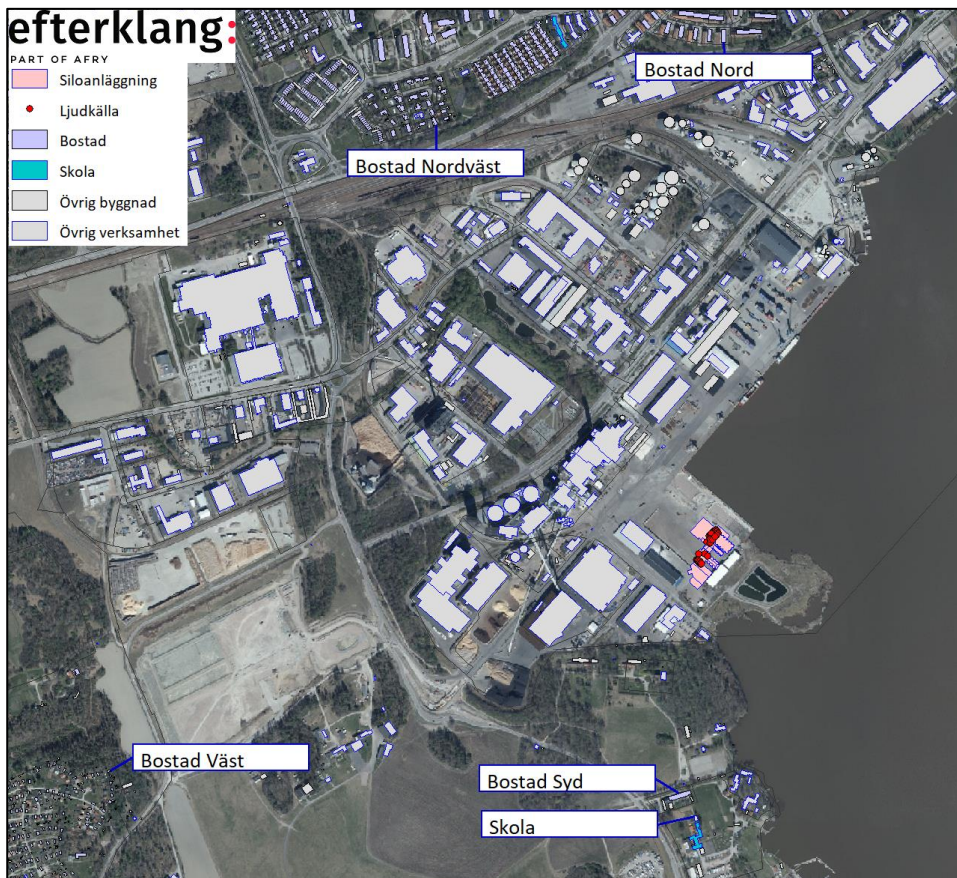 efterklang:
PART OF AFRY
Siloanläggning
Ljudkälla
Bostad
Skola
Övrig byggnad
Övrig verksamhet
Bostad Nord
Bostad Nordväst
Bostad Väst
Bostad Syd
Skola